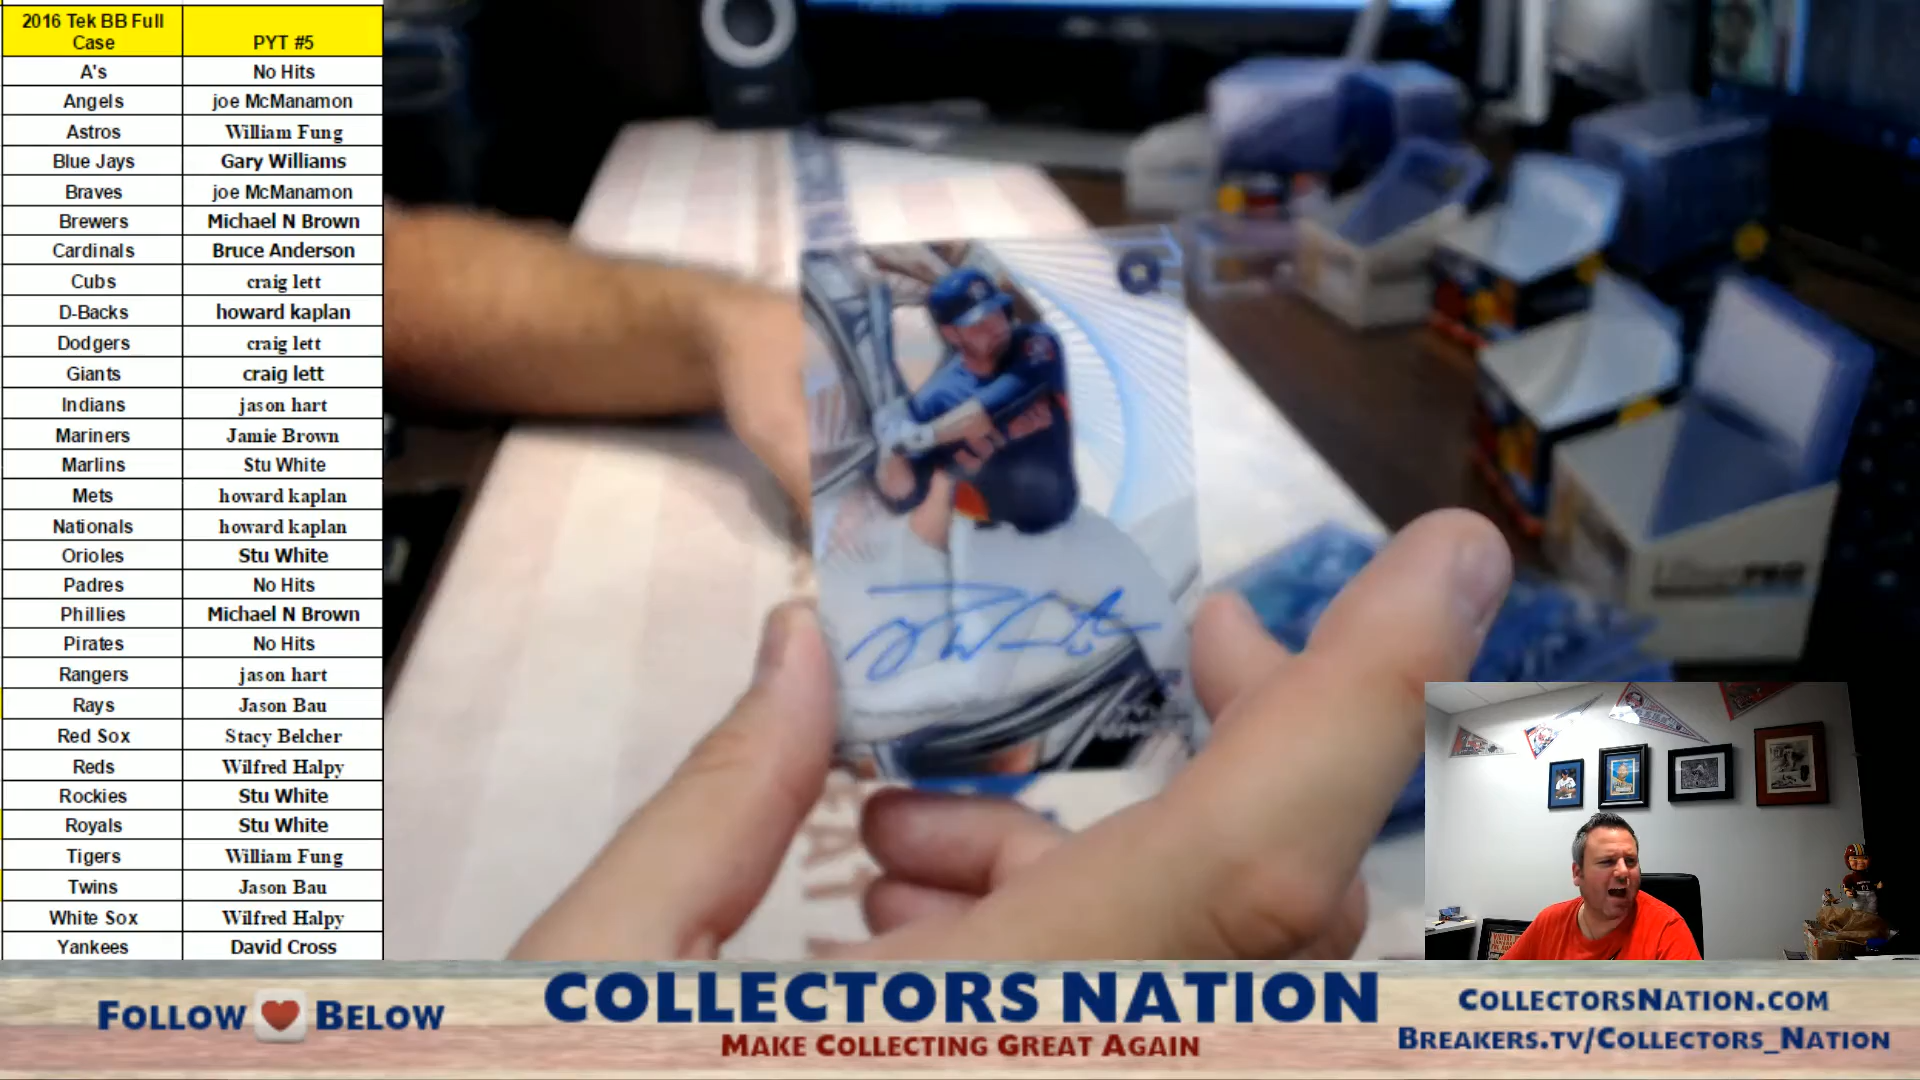 2016 Tek BB Full Case PYT #5
A's No Hits
Angels joe McManamon
Astros William Fung
Blue Jays Gary Williams
Braves joe McManamon
Brewers Michael N Brown
Cardinals Bruce Anderson
Cubs craig lett
D-Backs howard kaplan
Dodgers craig lett
Giants craig lett
Indians jason hart
Mariners Jamie Brown
Marlins Stu White
Mets howard kaplan
Nationals howard kaplan
Orioles Stu White
Padres No Hits
Phillies Michael N Brown
Pirates No Hits
Rangers jason hart
Rays Jason Bau
Red Sox Stacy Belcher
Reds Wilfred Halpy
Rockies Stu White
Royals Stu White
Tigers William Fung
Twins Jason Bau
White Sox Wilfred Halpy
Yankees David Cross
FOLLOW BELOW
COLLECTORS NATION
MAKE COLLECTING GREAT AGAIN
COLLECTORSNATION.COM
BREAKERS.TV/COLLECTORS_NATION